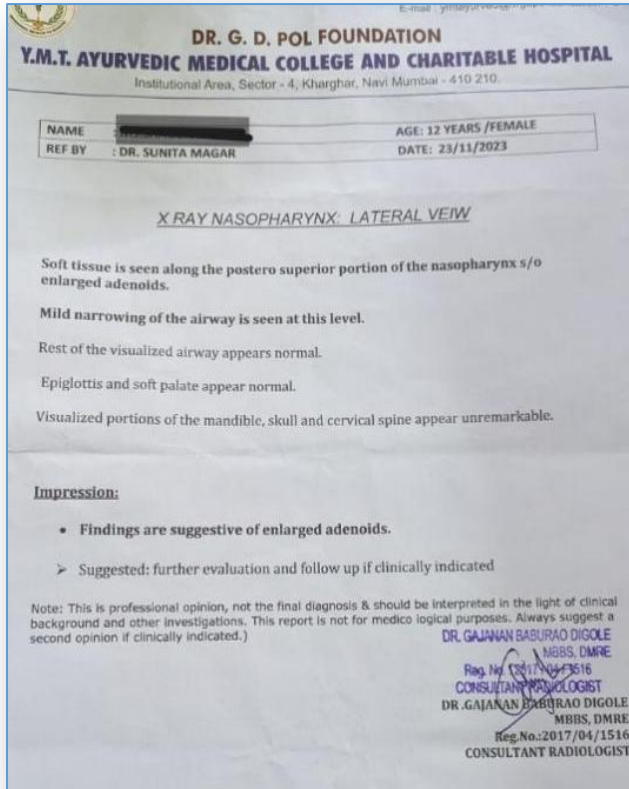 DR. G. D. POL FOUNDATION
Y.M.T. AYURVEDIC MEDICAL COLLEGE AND CHARITABLE HOSPITAL
Institutional Area, Sector - 4, Kharghar, Navi Mumbai - 410 210.
NAME : AGE: 12 YEARS /FEMALE
REF BY : DR. SUNITA MAGAR DATE: 23/11/2023
X RAY NASOPHARYNX: LATERAL VEIW
Soft tissue is seen along the postero superior portion of the nasopharynx s/o
enlarged adenoids.
Mild narrowing of the airway is seen at this level.
Rest of the visualized airway appears normal.
Epiglottis and soft palate appear normal.
Visualized portions of the mandible, skull and cervical spine appear unremarkable.
Impression:
• Findings are suggestive of enlarged adenoids.
➢ Suggested: further evaluation and follow up if clinically indicated
Note: This is professional opinion, not the final diagnosis & should be interpreted in the light of clinical
background and other investigations. This report is not for medico logical purposes. Always suggest a
second opinion if clinically indicated.)
DR. GAJANAN BABURAO DIGOLE
MBBS, DMRE
Reg. No.
CONSULTANT RADIOLOGIST
DR .GAJANAN BABURAO DIGOLE
MBBS, DMRE
Reg.No.:2017/04/1516
CONSULTANT RADIOLOGIST